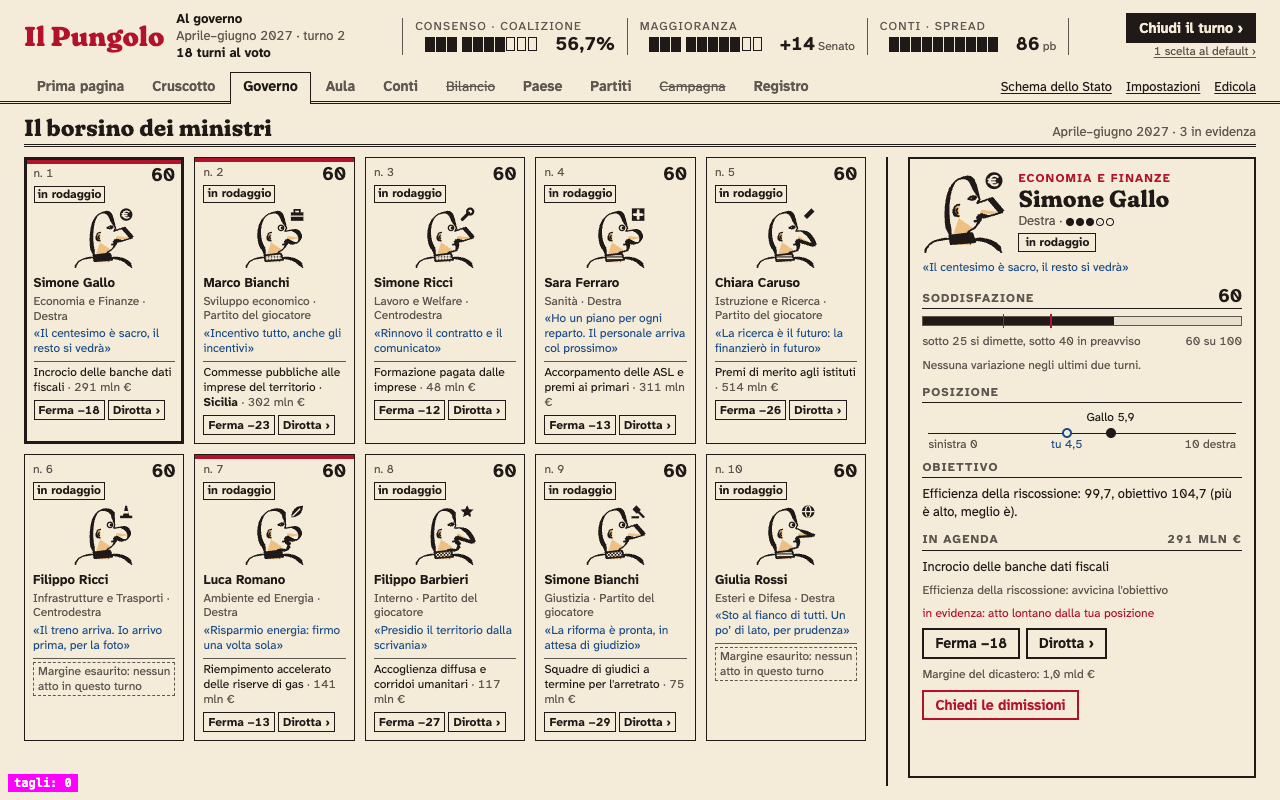 Il Pungolo
Al governo
Aprile–giugno 2027 · turno 2
18 turni al voto
CONSENSO · COALIZIONE
56,7%
MAGGIORANZA
+14 Senato
CONTI · SPREAD
86 pb
Chiudi il turno ›
1 scelta al default ›
Prima pagina
Cruscotto
Governo
Aula
Conti
Bilancio
Paese
Partiti
Campagna
Registro
Schema dello Stato
Impostazioni
Edicola
Il borsino dei ministri
Aprile–giugno 2027 · 3 in evidenza
n. 1
60
in rodaggio
Simone Gallo
Economia e Finanze ·
Destra
«Il centesimo è sacro, il
resto si vedrà»
Incrocio delle banche dati
fiscali · 291 mln €
Ferma −18
Dirotta ›
n. 2
60
in rodaggio
Marco Bianchi
Sviluppo economico ·
Partito del giocatore
«Incentivo tutto, anche gli
incentivi»
Commesse pubbliche alle
imprese del territorio ·
Sicilia · 302 mln €
Ferma −23
Dirotta ›
n. 3
60
in rodaggio
Simone Ricci
Lavoro e Welfare ·
Centrodestra
«Rinnovo il contratto e il
comunicato»
Formazione pagata dalle
imprese · 48 mln €
Ferma −12
Dirotta ›
n. 4
60
in rodaggio
Sara Ferraro
Sanità · Destra
«Ho un piano per ogni
reparto. Il personale arriva
col prossimo»
Accorpamento delle ASL e
premi ai primari · 311 mln
€
Ferma −13
Dirotta ›
n. 5
60
in rodaggio
Chiara Caruso
Istruzione e Ricerca ·
Partito del giocatore
«La ricerca è il futuro: la
finanzierò in futuro»
Premi di merito agli istituti
· 514 mln €
Ferma −26
Dirotta ›
n. 6
60
in rodaggio
Filippo Ricci
Infrastrutture e Trasporti ·
Centrodestra
«Il treno arriva. Io arrivo
prima, per la foto»
Margine esaurito: nessun
atto in questo turno
n. 7
60
in rodaggio
Luca Romano
Ambiente ed Energia ·
Destra
«Risparmio energia: firmo
una volta sola»
Riempimento accelerato
delle riserve di gas · 141
mln €
Ferma −13
Dirotta ›
n. 8
60
in rodaggio
Filippo Barbieri
Interno · Partito del
giocatore
«Presidio il territorio dalla
scrivania»
Accoglienza diffusa e
corridoi umanitari · 117
mln €
Ferma −27
Dirotta ›
n. 9
60
in rodaggio
Simone Bianchi
Giustizia · Partito del
giocatore
«La riforma è pronta, in
attesa di giudizio»
Squadre di giudici a
termine per l'arretrato · 75
mln €
Ferma −29
Dirotta ›
n. 10
60
in rodaggio
Giulia Rossi
Esteri e Difesa · Destra
«Sto al fianco di tutti. Un
po' di lato, per prudenza»
Margine esaurito: nessun
atto in questo turno
ECONOMIA E FINANZE
Simone Gallo
Destra ·
in rodaggio
«Il centesimo è sacro, il resto si vedrà»
SODDISFAZIONE
60
sotto 25 si dimette, sotto 40 in preavviso
60 su 100
Nessuna variazione negli ultimi due turni.
POSIZIONE
Gallo 5,9
sinistra 0
tu 4,5
10 destra
OBIETTIVO
Efficienza della riscossione: 99,7, obiettivo 104,7 (più
è alto, meglio è).
IN AGENDA
291 MLN €
Incrocio delle banche dati fiscali
Efficienza della riscossione: avvicina l'obiettivo
in evidenza: atto lontano dalla tua posizione
Ferma −18
Dirotta ›
Margine del dicastero: 1,0 mld €
Chiedi le dimissioni
tagli: 0